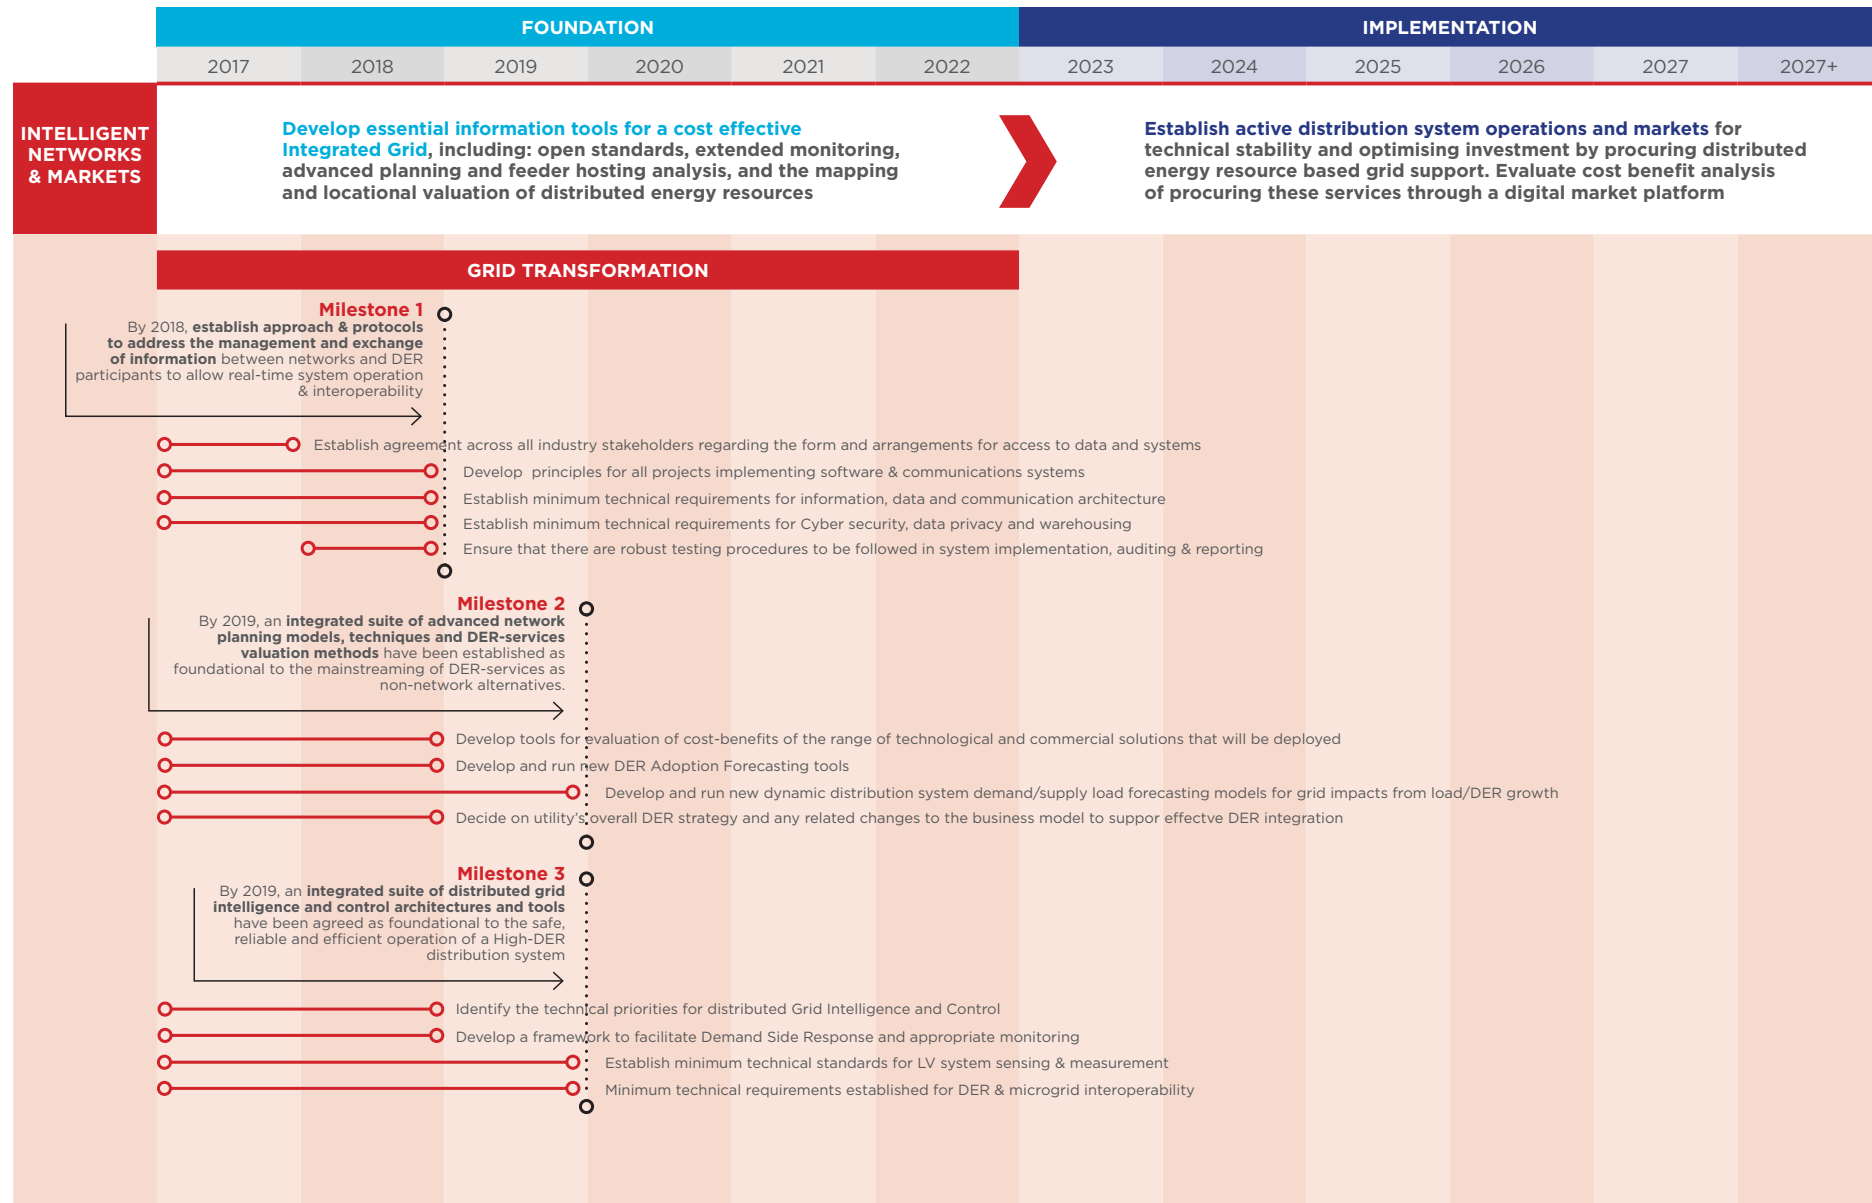 FOUNDATION
IMPLEMENTATION
2017
2018
2019
2020
2021
2022
2023
2024
2025
2026
2027
2027+
INTELLIGENT
NETWORKS
& MARKETS
Develop essential information tools for a cost effective
Integrated Grid, including: open standards, extended monitoring,
advanced planning and feeder hosting analysis, and the mapping
and locational valuation of distributed energy resources
Establish active distribution system operations and markets for
technical stability and optimising investment by procuring distributed
energy resource based grid support. Evaluate cost benefit analysis
of procuring these services through a digital market platform
GRID TRANSFORMATION
Milestone 1
By 2018, establish approach & protocols
to address the management and exchange
of information between networks and DER
participants to allow real-time system operation
& interoperability
Establish agreement across all industry stakeholders regarding the form and arrangements for access to data and systems
Develop principles for all projects implementing software & communications systems
Establish minimum technical requirements for information, data and communication architecture
Establish minimum technical requirements for Cyber security, data privacy and warehousing
Ensure that there are robust testing procedures to be followed in system implementation, auditing & reporting
Milestone 2
By 2019, an integrated suite of advanced network
planning models, techniques and DER-services
valuation methods have been established as
foundational to the mainstreaming of DER-services as
non-network alternatives.
Develop tools for evaluation of cost-benefits of the range of technological and commercial solutions that will be deployed
Develop and run new DER Adoption Forecasting tools
Develop and run new dynamic distribution system demand/supply load forecasting models for grid impacts from load/DER growth
Decide on utility's overall DER strategy and any related changes to the business model to suppor effectve DER integration
Milestone 3
By 2019, an integrated suite of distributed grid
intelligence and control architectures and tools
have been agreed as foundational to the safe,
reliable and efficient operation of a High-DER
distribution system
Identify the technical priorities for distributed Grid Intelligence and Control
Develop a framework to facilitate Demand Side Response and appropriate monitoring
Establish minimum technical standards for LV system sensing & measurement
Minimum technical requirements established for DER & microgrid interoperability